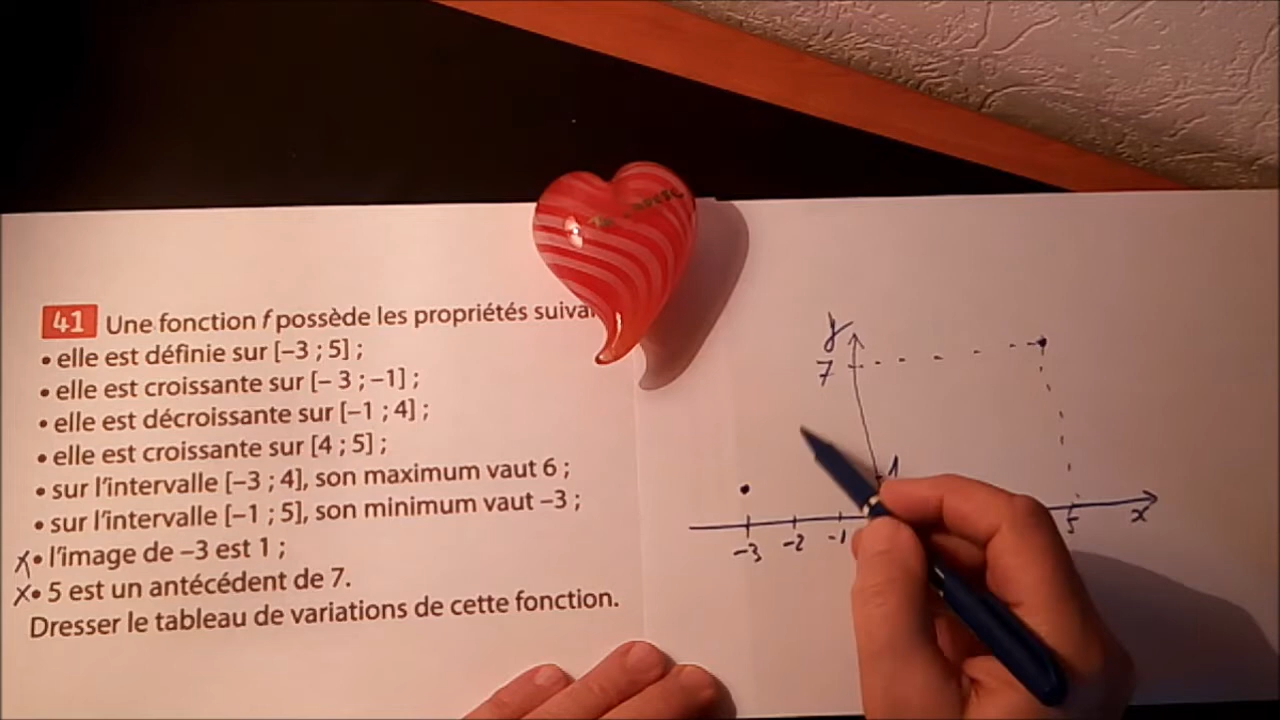 41 Une fonction f possède les propriétés
• elle est définie sur [–3 ; 5] ;
• elle est croissante sur [– 3 ; –1] ;
• elle est décroissante sur [–1 ; 4] ;
• elle est croissante sur [4 ; 5] ;
• sur l'intervalle [–3 ; 4], son maximum vaut 6 ;
• sur l'intervalle [–1 ; 5], son minimum vaut –3 ;
x • l'image de –3 est 1 ;
x • 5 est un antécédent de 7.
Dresser le tableau de variations de cette fonction.
y
7
1
-3 -2 -1 5 x